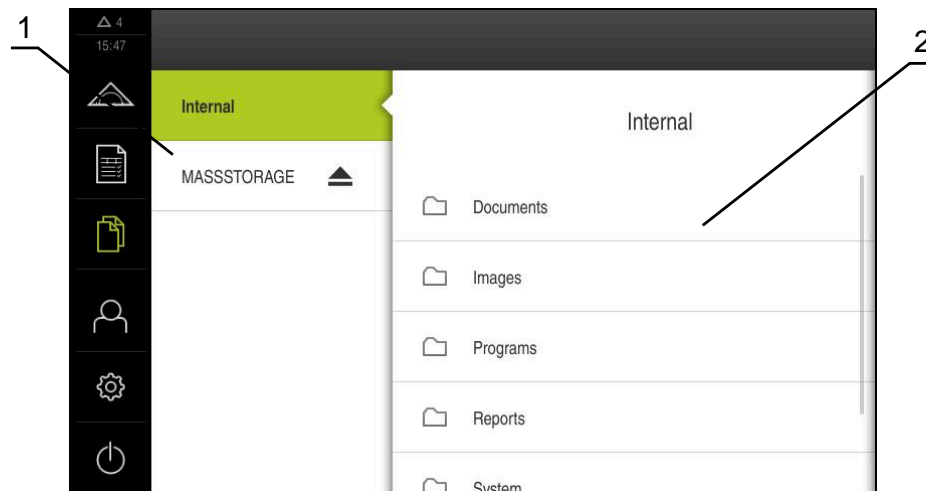 1
4
15:47
2
Internal
MASSSTORAGE
Internal
Documents
Images
Programs
Reports
System